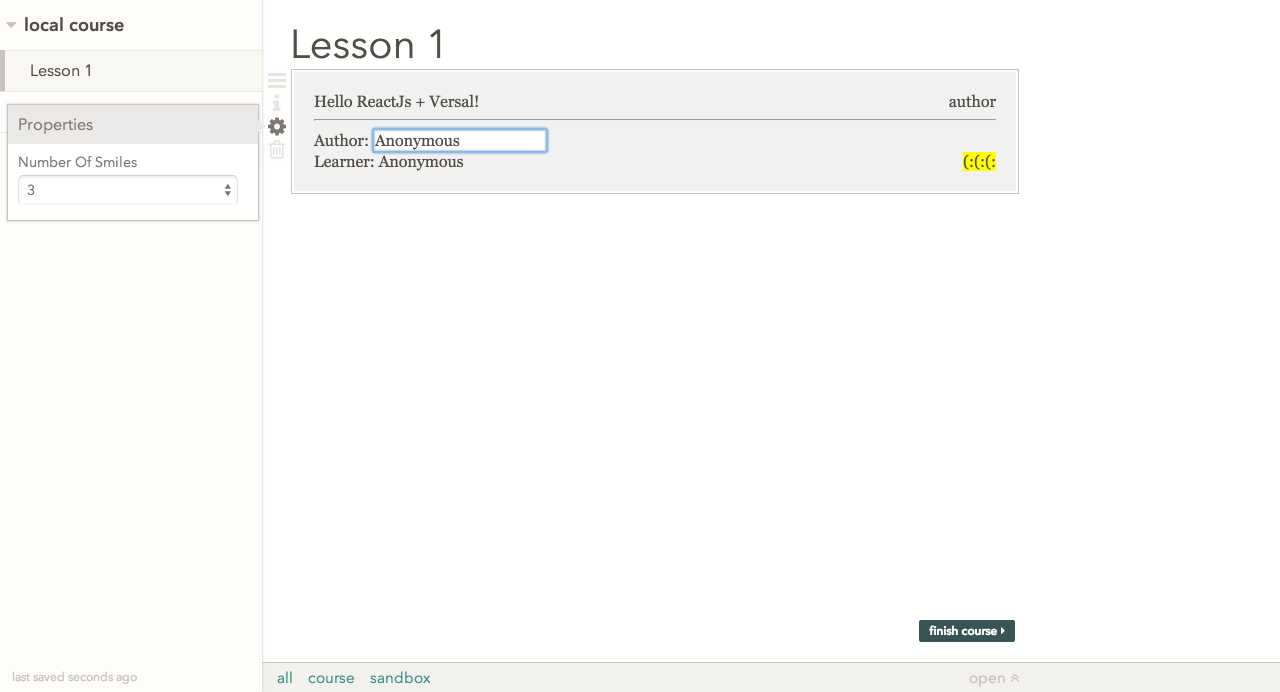 local course
Lesson 1
Properties
Number Of Smiles
3
last saved seconds ago
Lesson 1
Hello ReactJs + Versal! author
Author: Anonymous
Learner: Anonymous (:(:(:
finish course
all course sandbox open